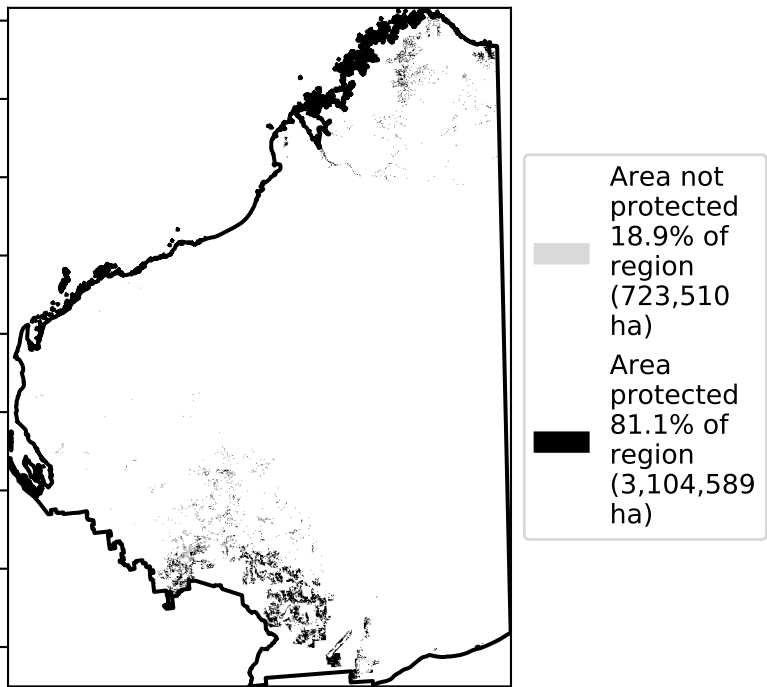 Area not
protected
18.9% of
region
(723,510
ha)
Area
protected
81.1% of
region
(3,104,589
ha)